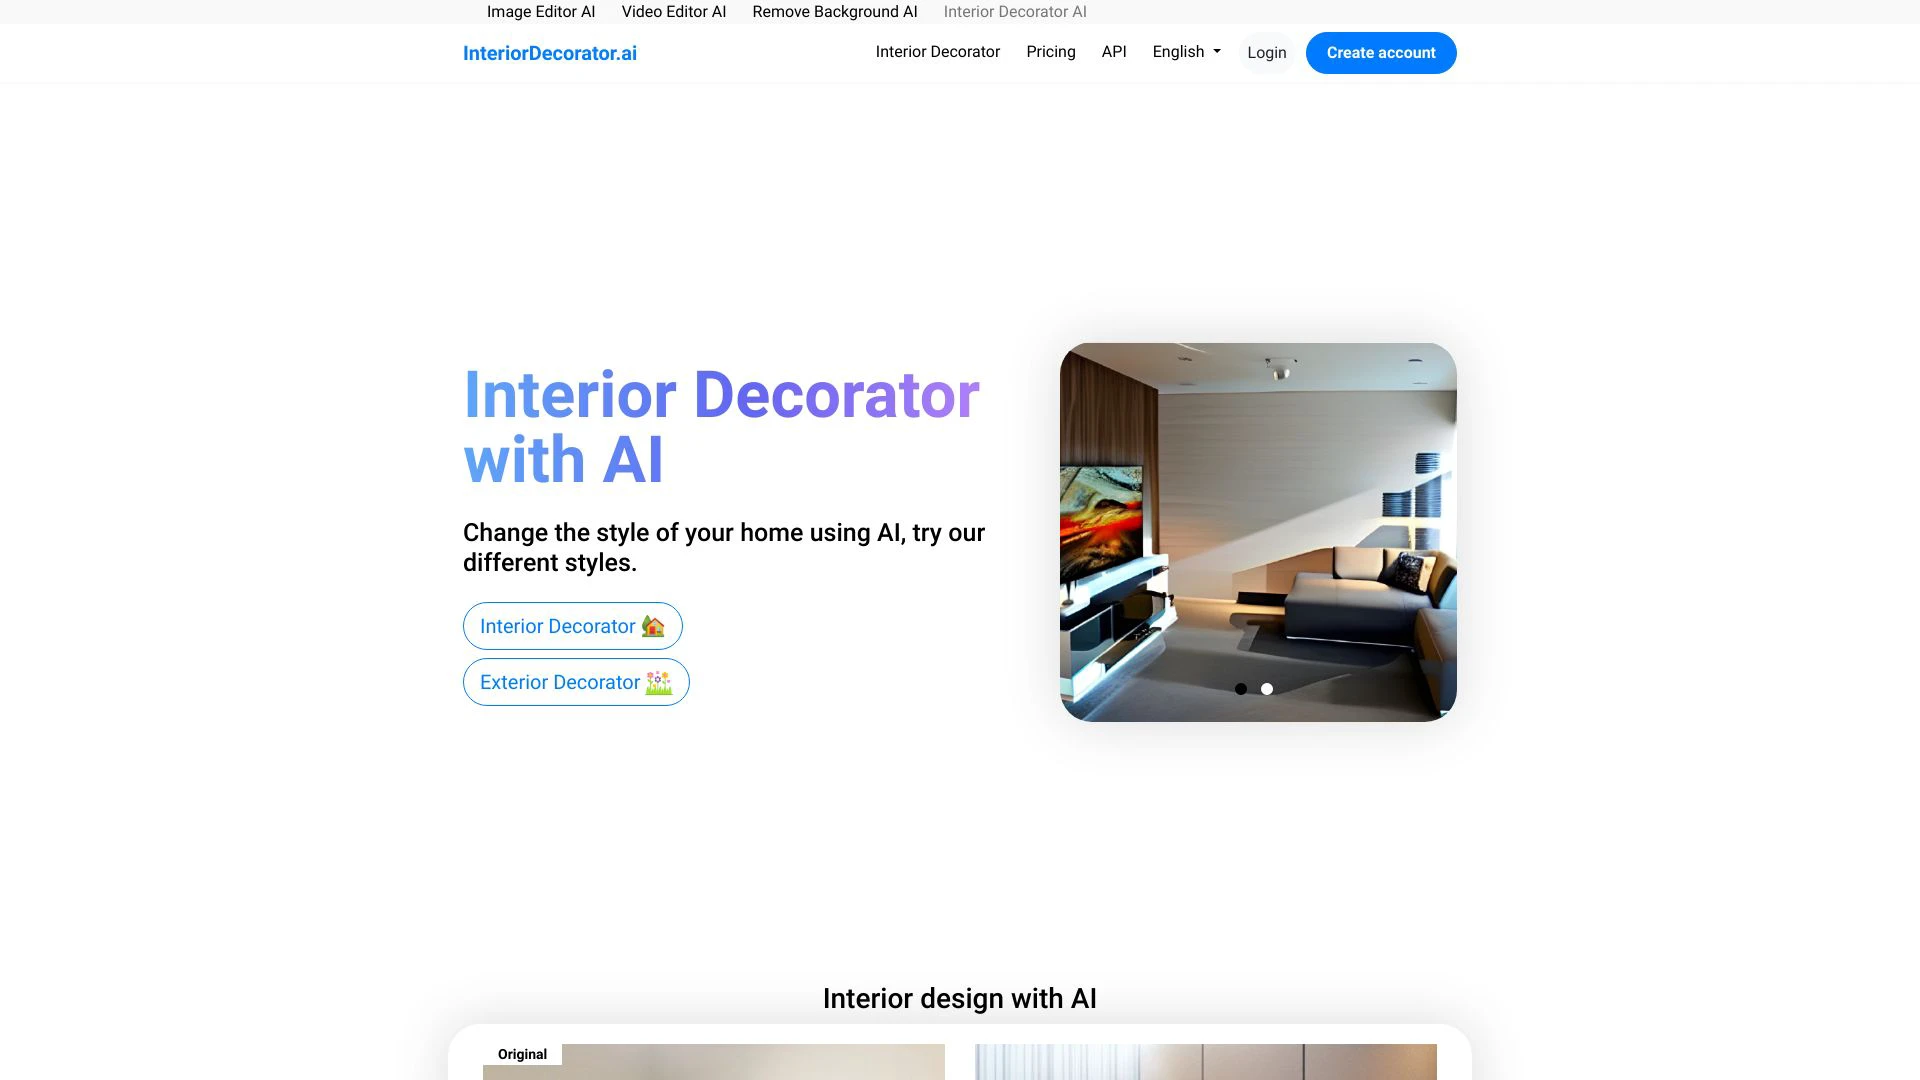 Image Editor AI Video Editor AI Remove Background AI Interior Decorator AI
InteriorDecorator.ai Interior Decorator Pricing API English Login Create account
Interior Decorator
with AI
Change the style of your home using AI, try our
different styles.
Interior Decorator
Exterior Decorator
Interior design with AI
Original